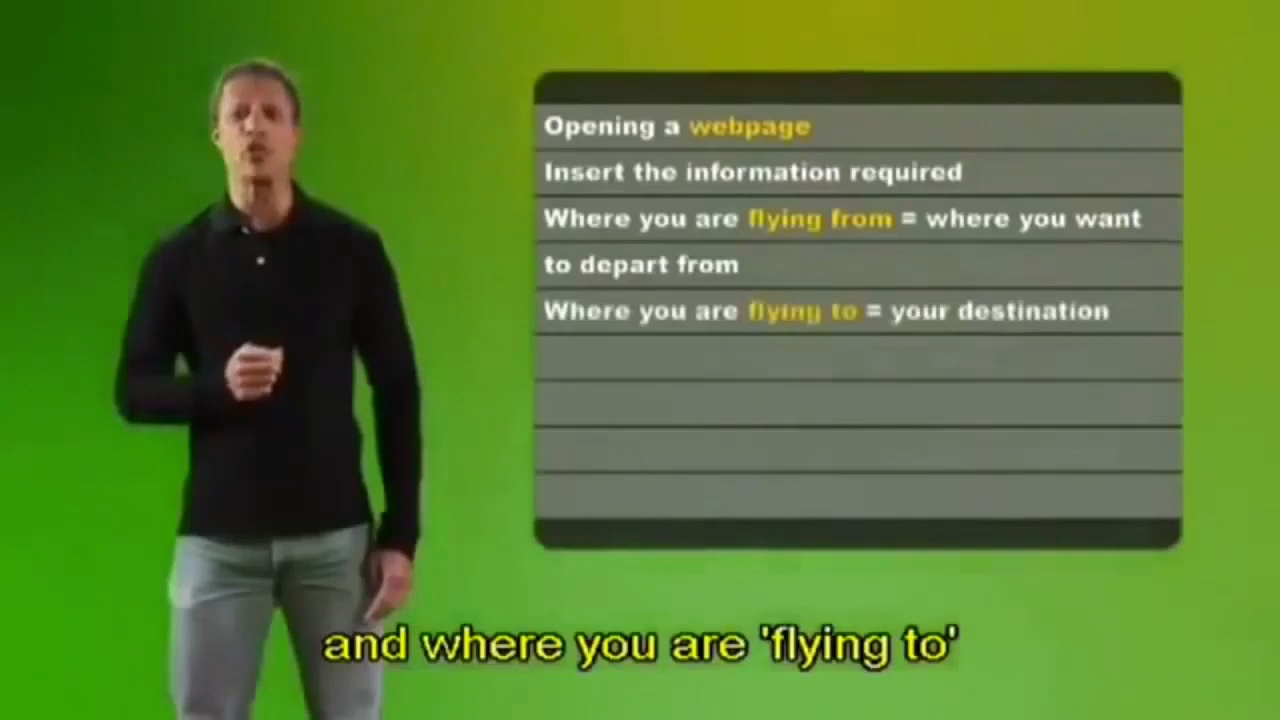 Opening a webpage
Insert the information required
Where you are flying from = where you want
to depart from
Where you are flying to = your destination
and where you are 'flying to'